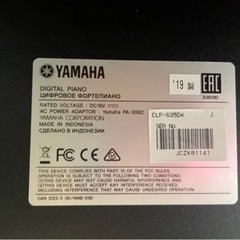 YAMAHA
'19
EAC
DIGITAL PIANO
ЦИФРОВОЕ ФОРТЕПИАНО
RATED VOLTAGE : DC16V
AC POWER ADAPTOR : Yamaha PA-300C
YAMAHA CORPORATION
MADE IN INDONESIA
СДЕЛАНО В ИНДОНЕЗИИ
CLP-635DW J
SER No.
JCZK01141
THIS DEVICE COMPLIES WITH PART 15 OF THE FCC RULES.
OPERATION IS SUBJECT TO THE FOLLOWING TWO CONDITIONS:
(1) THIS DEVICE MAY NOT CAUSE HARMFUL INTERFERENCE, AND
(2) THIS DEVICE MUST ACCEPT ANY INTERFERENCE RECEIVED,
INCLUDING INTERFERENCE THAT MAY CAUSE UNDESIRED OPERATION.
CAN ICES-3 (B)/NMB-3(B)